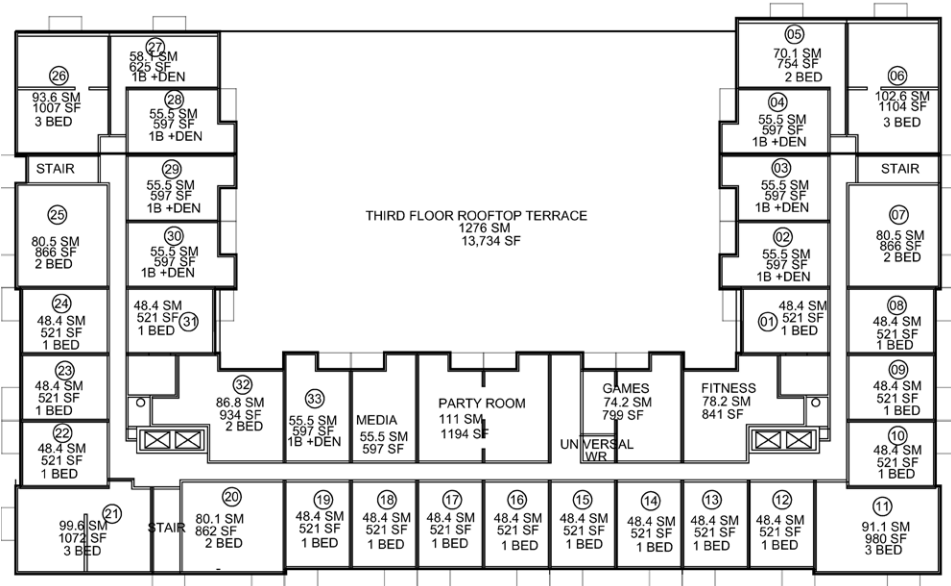 27
58.1 SM
625 SF
1B +DEN
05
70.1 SM
754 SF
2 BED
26
93.6 SM
1007 SF
3 BED
06
102.6 SM
1104 SF
3 BED
28
55.5 SM
597 SF
1B +DEN
04
55.5 SM
597 SF
1B +DEN
STAIR
STAIR
29
55.5 SM
597 SF
1B +DEN
03
55.5 SM
597 SF
1B +DEN
25
80.5 SM
866 SF
2 BED
THIRD FLOOR ROOFTOP TERRACE
1276 SM
13,734 SF
07
80.5 SM
866 SF
2 BED
30
55.5 SM
597 SF
1B +DEN
02
55.5 SM
597 SF
1B +DEN
24
48.4 SM
521 SF
1 BED
48.4 SM
521 SF
1 BED
31
01
48.4 SM
521 SF
1 BED
08
48.4 SM
521 SF
1 BED
23
48.4 SM
521 SF
1 BED
32
86.8 SM
934 SF
2 BED
33
55.5 SM
597 SF
1B +DEN
MEDIA
55.5 SM
597 SF
PARTY ROOM
111 SM
1194 SF
GAMES
74.2 SM
799 SF
FITNESS
78.2 SM
841 SF
09
48.4 SM
521 SF
1 BED
22
48.4 SM
521 SF
1 BED
UNIVERSAL
WR
10
48.4 SM
521 SF
1 BED
21
99.6 SM
1072 SF
3 BED
STAIR
20
80.1 SM
862 SF
2 BED
19
48.4 SM
521 SF
1 BED
18
48.4 SM
521 SF
1 BED
17
48.4 SM
521 SF
1 BED
16
48.4 SM
521 SF
1 BED
15
48.4 SM
521 SF
1 BED
14
48.4 SM
521 SF
1 BED
13
48.4 SM
521 SF
1 BED
12
48.4 SM
521 SF
1 BED
11
91.1 SM
980 SF
3 BED